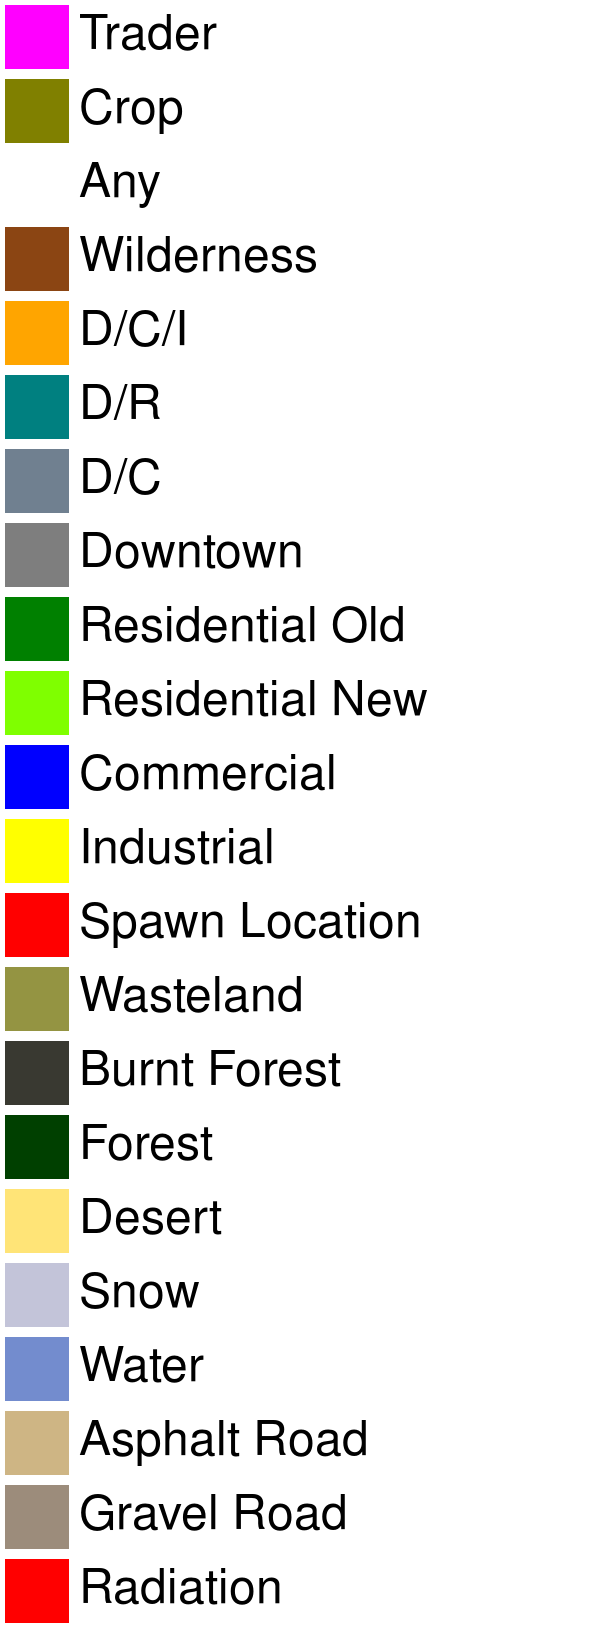 Trader
Crop
Any
Wilderness
D/C/I
D/R
D/C
Downtown
Residential Old
Residential New
Commercial
Industrial
Spawn Location
Wasteland
Burnt Forest
Forest
Desert
Snow
Water
Asphalt Road
Gravel Road
Radiation